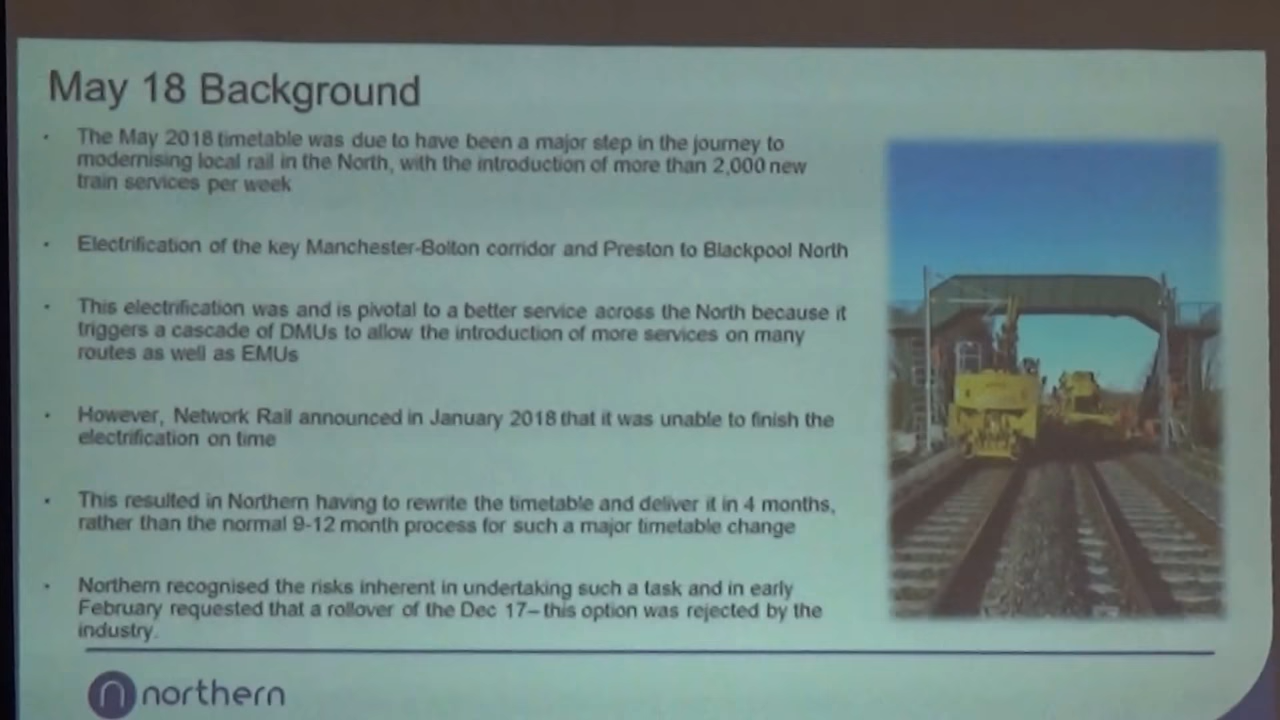 May 18 Background
· The May 2018 timetable was due to have been a major step in the journey to
modernising local rail in the North, with the introduction of more than 2,000 new
train services per week
· Electrification of the key Manchester-Bolton corridor and Preston to Blackpool North
· This electrification was and is pivotal to a better service across the North because it
triggers a cascade of DMUs to allow the introduction of more services on many
routes as well as EMUs
· However, Network Rail announced in January 2018 that it was unable to finish the
electrification on time
· This resulted in Northern having to rewrite the timetable and deliver it in 4 months,
rather than the normal 9-12 month process for such a major timetable change
· Northern recognised the risks inherent in undertaking such a task and in early
February requested that a rollover of the Dec 17– this option was rejected by the
industry.
n northern